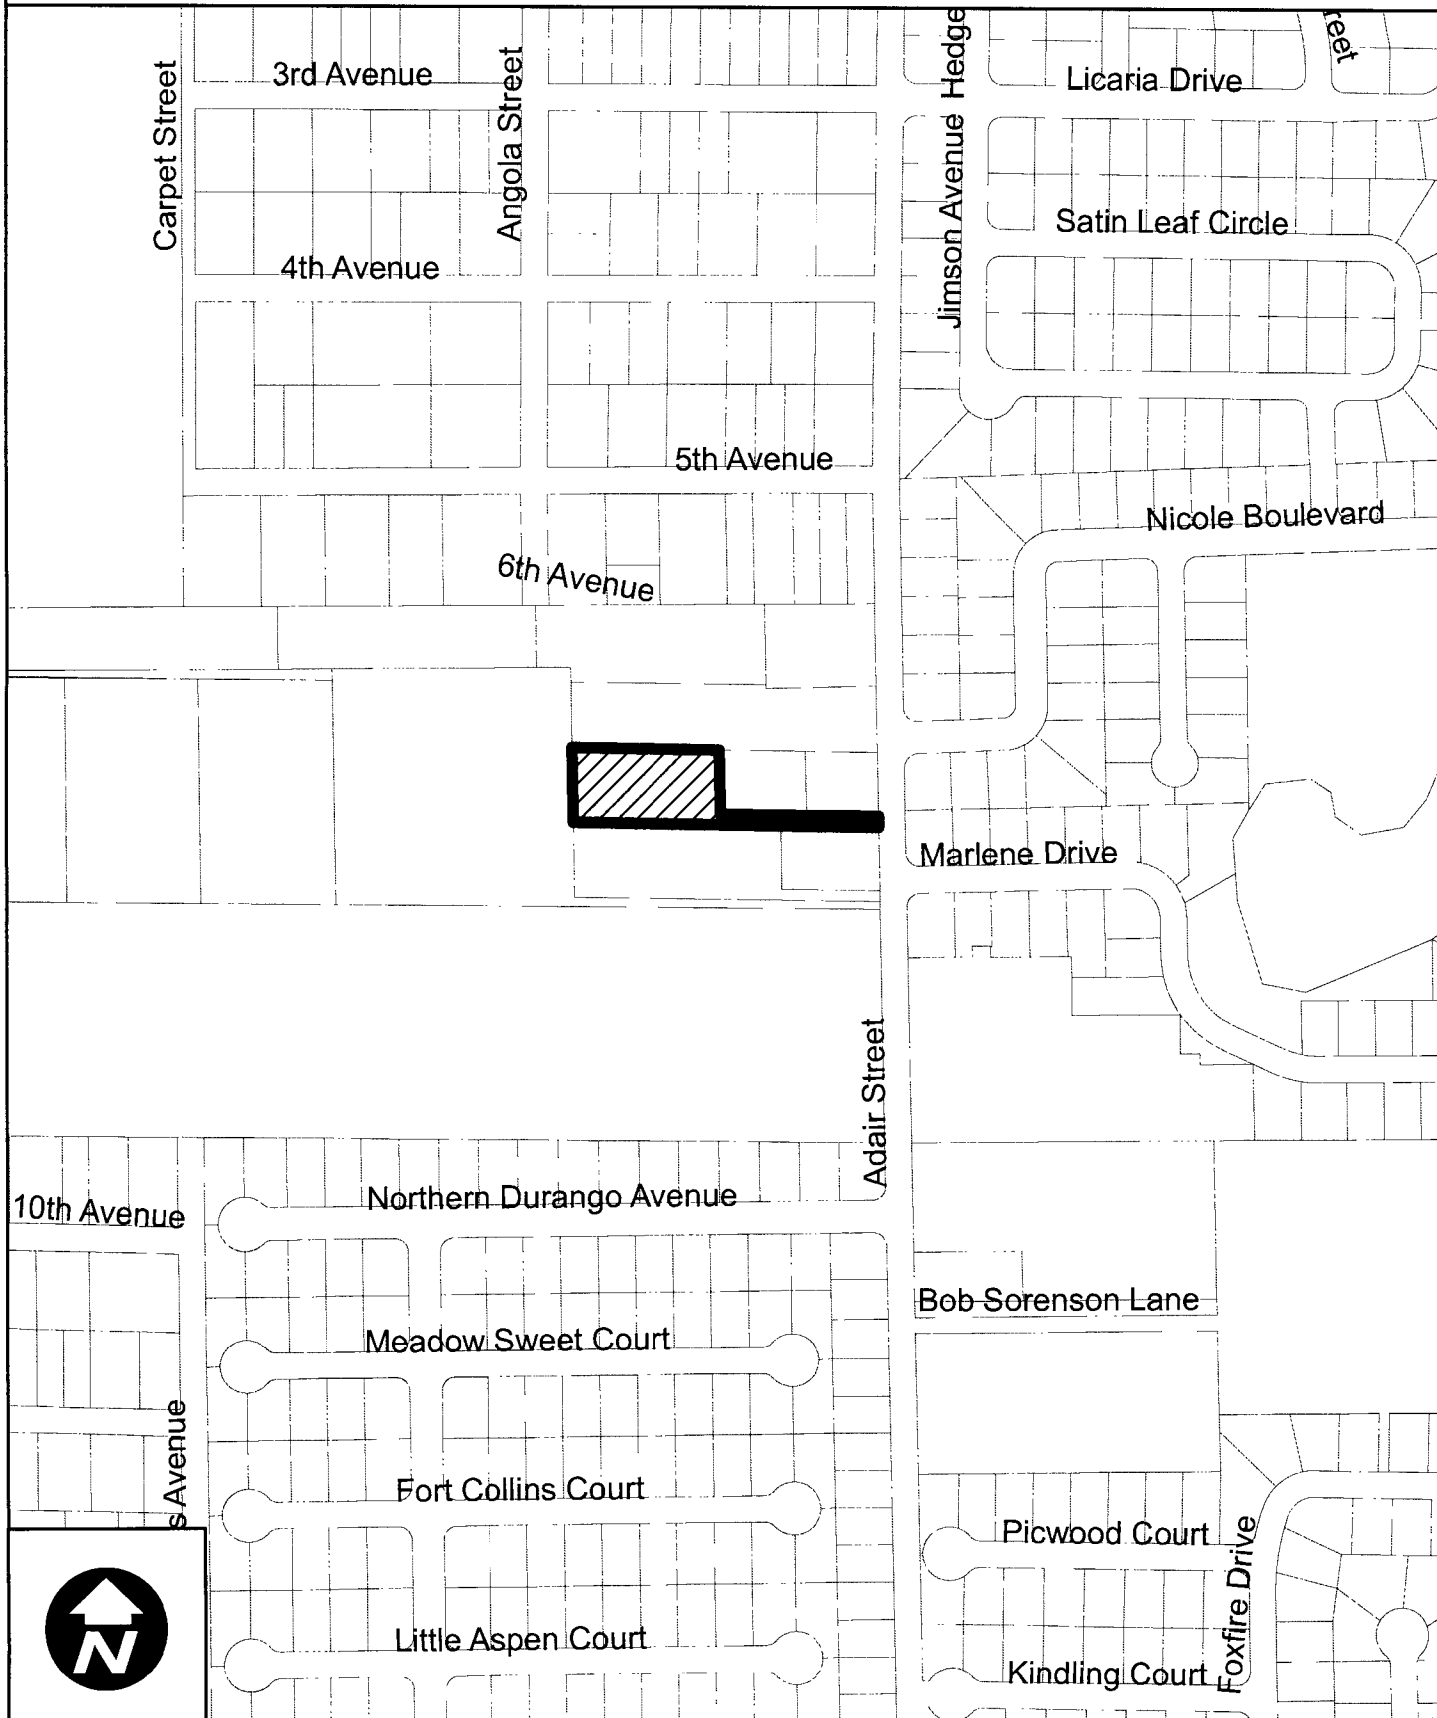 3rd Avenue
Carpet Street
Angola Street
Jimson Avenue
Hedge
Licaria Drive
reet
Satin Leaf Circle
4th Avenue
5th Avenue
Nicole Boulevard
6th Avenue
Marlene Drive
Adair Street
Northern Durango Avenue
10th Avenue
Bob Sorenson Lane
Meadow Sweet Court
s Avenue
Fort Collins Court
Picwood Court
Foxfire Drive
Little Aspen Court
Kindling Court
N